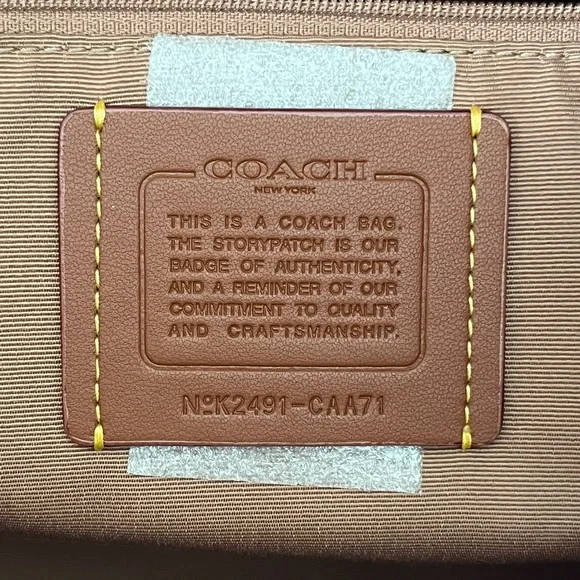 COACH
NEW YORK
THIS IS A COACH BAG.
THE STORYPATCH IS OUR
BADGE OF AUTHENTICITY,
AND A REMINDER OF OUR
COMMITMENT TO QUALITY
AND CRAFTSMANSHIP.
NºK2491-CAA71